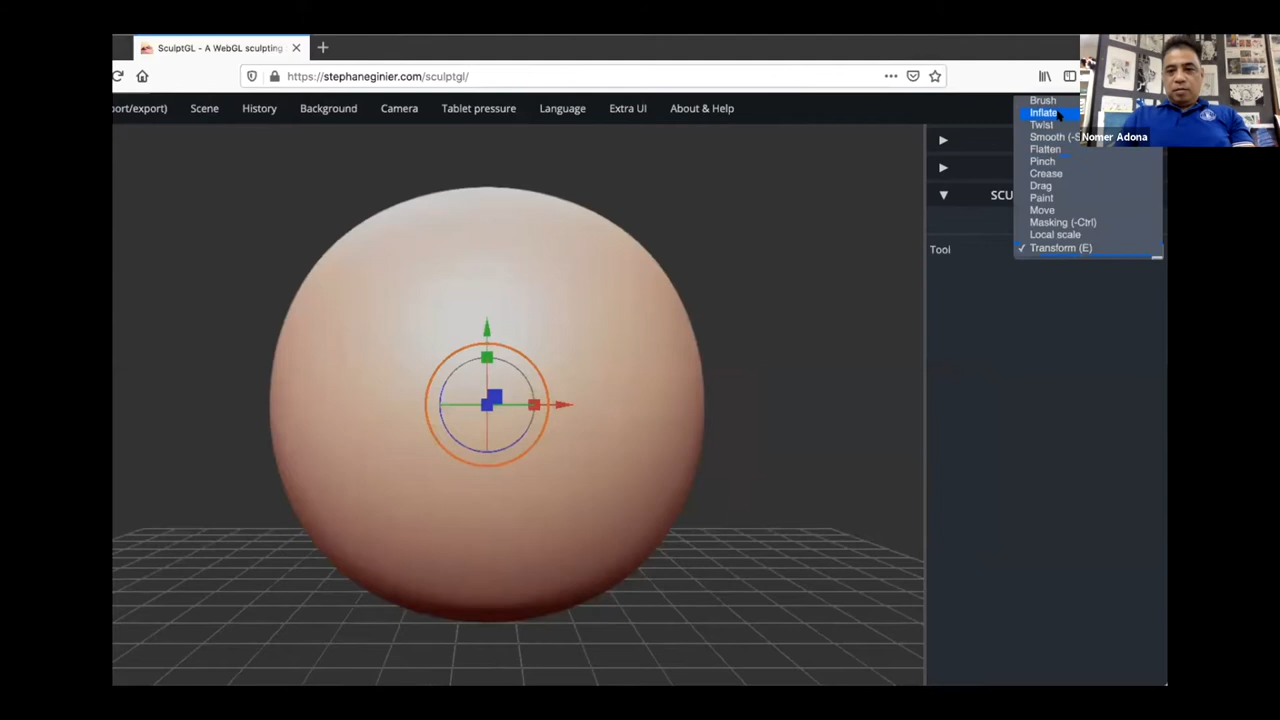 SculptGL - A WebGL sculpting
https://stephaneginier.com/sculptgl/
port/export)
Scene
History
Background
Camera
Tablet pressure
Language
Extra UI
About & Help
Nomer Adona
Brush
Inflate
Twist
Smooth (-S
Flatten
Pinch
Crease
Drag
Paint
Move
Masking (-Ctrl)
Local scale
✓ Transform (E)
SCU
Tool